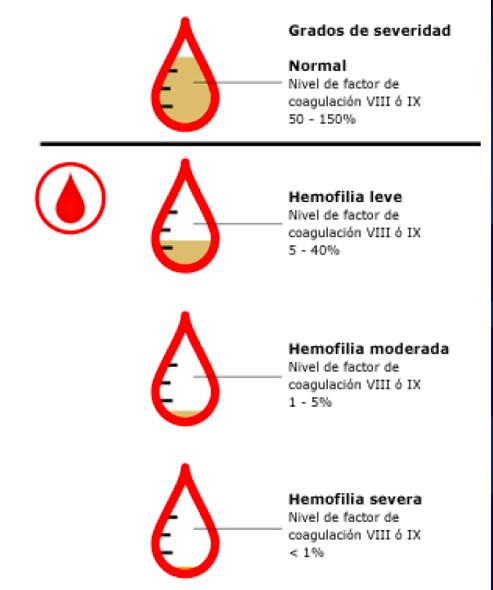 Grados de severidad
Normal
Nivel de factor de
coagulación VIII ó IX
50 - 150%
Hemofilia leve
Nivel de factor de
coagulación VIII ó IX
5 - 40%
Hemofilia moderada
Nivel de factor de
coagulación VIII ó IX
1 - 5%
Hemofilia severa
Nivel de factor de
coagulación VIII ó IX
< 1%